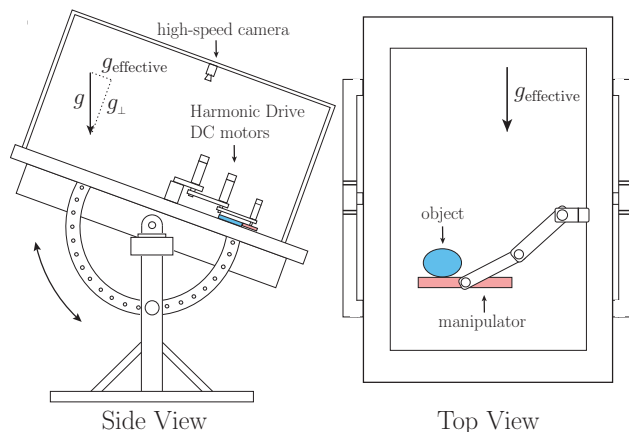 high-speed camera
g_effective
g
g_⊥
Harmonic Drive
DC motors
Side View
g_effective
object
manipulator
Top View